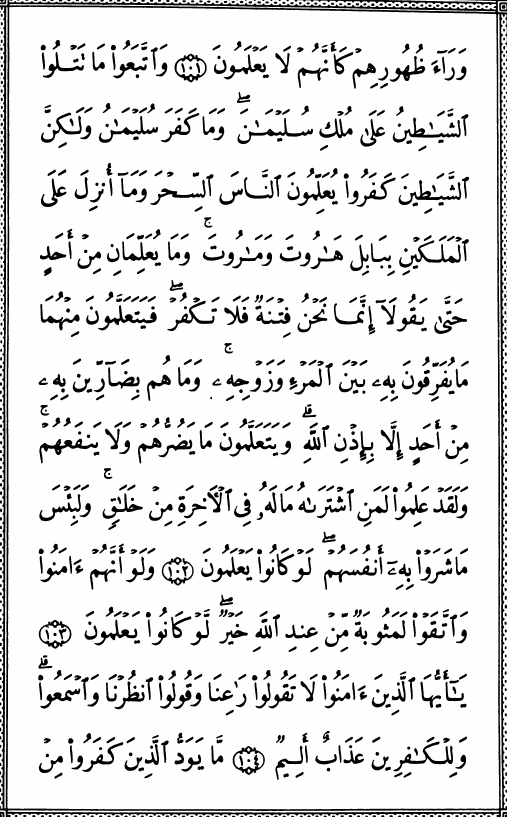 وَرَآءَ ظُهُورِهِمْ كَأَنَّهُمْ لَا يَعْلَمُونَ ١٠١ وَٱتَّبَعُوا۟ مَا تَتْلُوا۟
ٱلشَّيَـٰطِينُ عَلَىٰ مُلْكِ سُلَيْمَـٰنَ ۖ وَمَا كَفَرَ سُلَيْمَـٰنُ وَلَـٰكِنَّ
ٱلشَّيَـٰطِينَ كَفَرُوا۟ يُعَلِّمُونَ ٱلنَّاسَ ٱلسِّحْرَ وَمَآ أُنزِلَ عَلَى
ٱلْمَلَكَيْنِ بِبَابِلَ هَـٰرُوتَ وَمَـٰرُوتَ ۚ وَمَا يُعَلِّمَانِ مِنْ أَحَدٍ
حَتَّىٰ يَقُولَآ إِنَّمَا نَحْنُ فِتْنَةٌ فَلَا تَكْفُرْ ۖ فَيَتَعَلَّمُونَ مِنْهُمَا
مَا يُفَرِّقُونَ بِهِۦ بَيْنَ ٱلْمَرْءِ وَزَوْجِهِۦ ۚ وَمَا هُم بِضَآرِّينَ بِهِۦ
مِنْ أَحَدٍ إِلَّا بِإِذْنِ ٱللَّهِ ۚ وَيَتَعَلَّمُونَ مَا يَضُرُّهُمْ وَلَا يَنفَعُهُمْ ۚ
وَلَقَدْ عَلِمُوا۟ لَمَنِ ٱشْتَرَىٰهُ مَا لَهُۥ فِى ٱلْـَٔاخِرَةِ مِنْ خَلَـٰقٍ ۚ وَلَبِئْسَ
مَا شَرَوْا۟ بِهِۦٓ أَنفُسَهُمْ ۖ لَوْ كَانُوا۟ يَعْلَمُونَ ١٠٢ وَلَوْ أَنَّهُمْ ءَامَنُوا۟
وَٱتَّقَوْا۟ لَمَثُوبَةٌ مِّنْ عِندِ ٱللَّهِ خَيْرٌ ۖ لَّوْ كَانُوا۟ يَعْلَمُونَ ١٠٣
يَـٰٓأَيُّهَا ٱلَّذِينَ ءَامَنُوا۟ لَا تَقُولُوا۟ رَٰعِنَا وَقُولُوا۟ ٱنظُرْنَا وَٱسْمَعُوا۟ ۗ
وَلِلْكَـٰفِرِينَ عَذَابٌ أَلِيمٌ ١٠٤ مَّا يَوَدُّ ٱلَّذِينَ كَفَرُوا۟ مِنْ